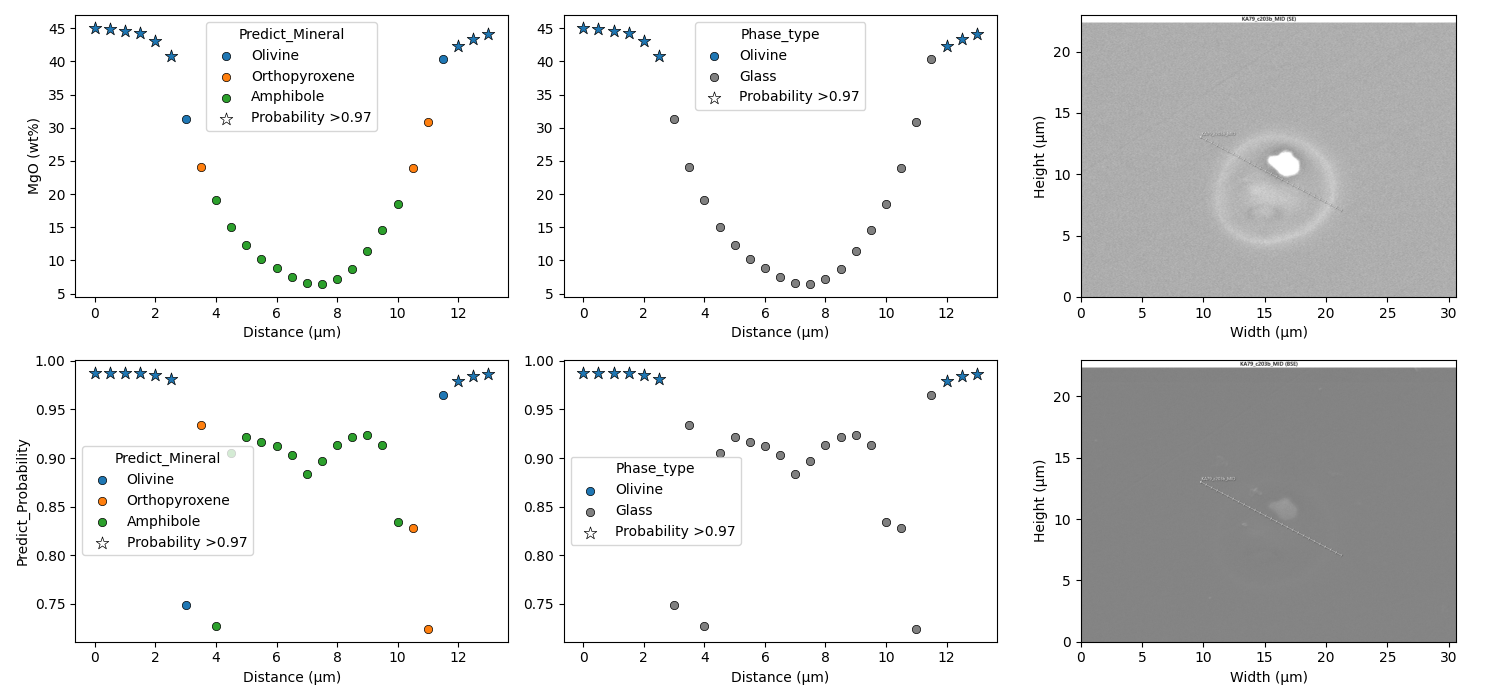 45
40
35
30
25
20
15
10
5
MgO (wt%)
0
2
4
6
8
10
12
Distance (µm)
Predict_Mineral
Olivine
Orthopyroxene
Amphibole
Probability >0.97
45
40
35
30
25
20
15
10
5
0
2
4
6
8
10
12
Distance (µm)
Phase_type
Olivine
Glass
Probability >0.97
KA79_c203b_MID (SE)
20
15
10
5
0
Height (µm)
0
5
10
15
20
25
30
Width (µm)
1.00
0.95
0.90
0.85
0.80
0.75
Predict_Probability
0
2
4
6
8
10
12
Distance (µm)
Predict_Mineral
Olivine
Orthopyroxene
Amphibole
Probability >0.97
1.00
0.95
0.90
0.85
0.80
0.75
0
2
4
6
8
10
12
Distance (µm)
Phase_type
Olivine
Glass
Probability >0.97
KA79_c203b_MID (BSE)
20
15
10
5
0
Height (µm)
0
5
10
15
20
25
30
Width (µm)